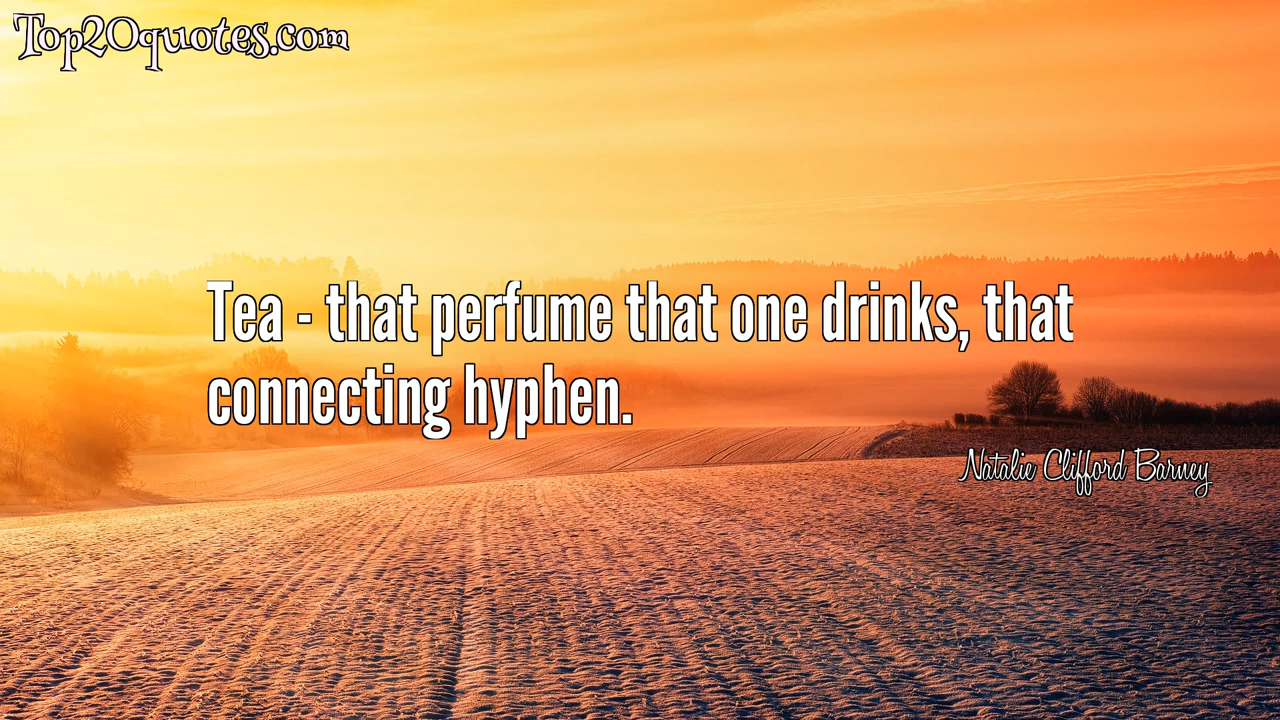 Top20quotes.com
Tea - that perfume that one drinks, that
connecting hyphen.
Natalie Clifford Barney